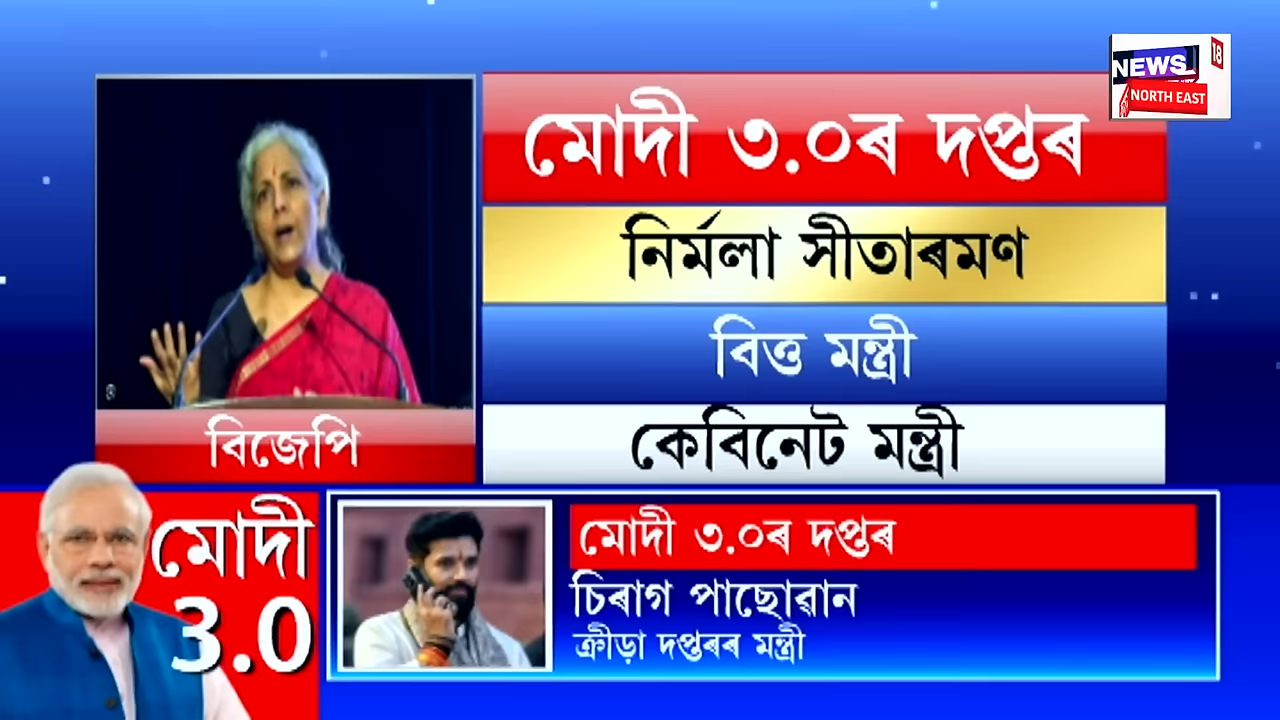 NEWS 18
NORTH EAST
মোদী ৩.০ৰ দপ্তৰ
নিৰ্মলা সীতাৰমণ
বিত্ত মন্ত্ৰী
কেবিনেট মন্ত্ৰী
বিজেপি
মোদী
3.0
মোদী ৩.০ৰ দপ্তৰ
চিৰাগ পাছোৱান
ক্ৰীড়া দপ্তৰৰ মন্ত্ৰী